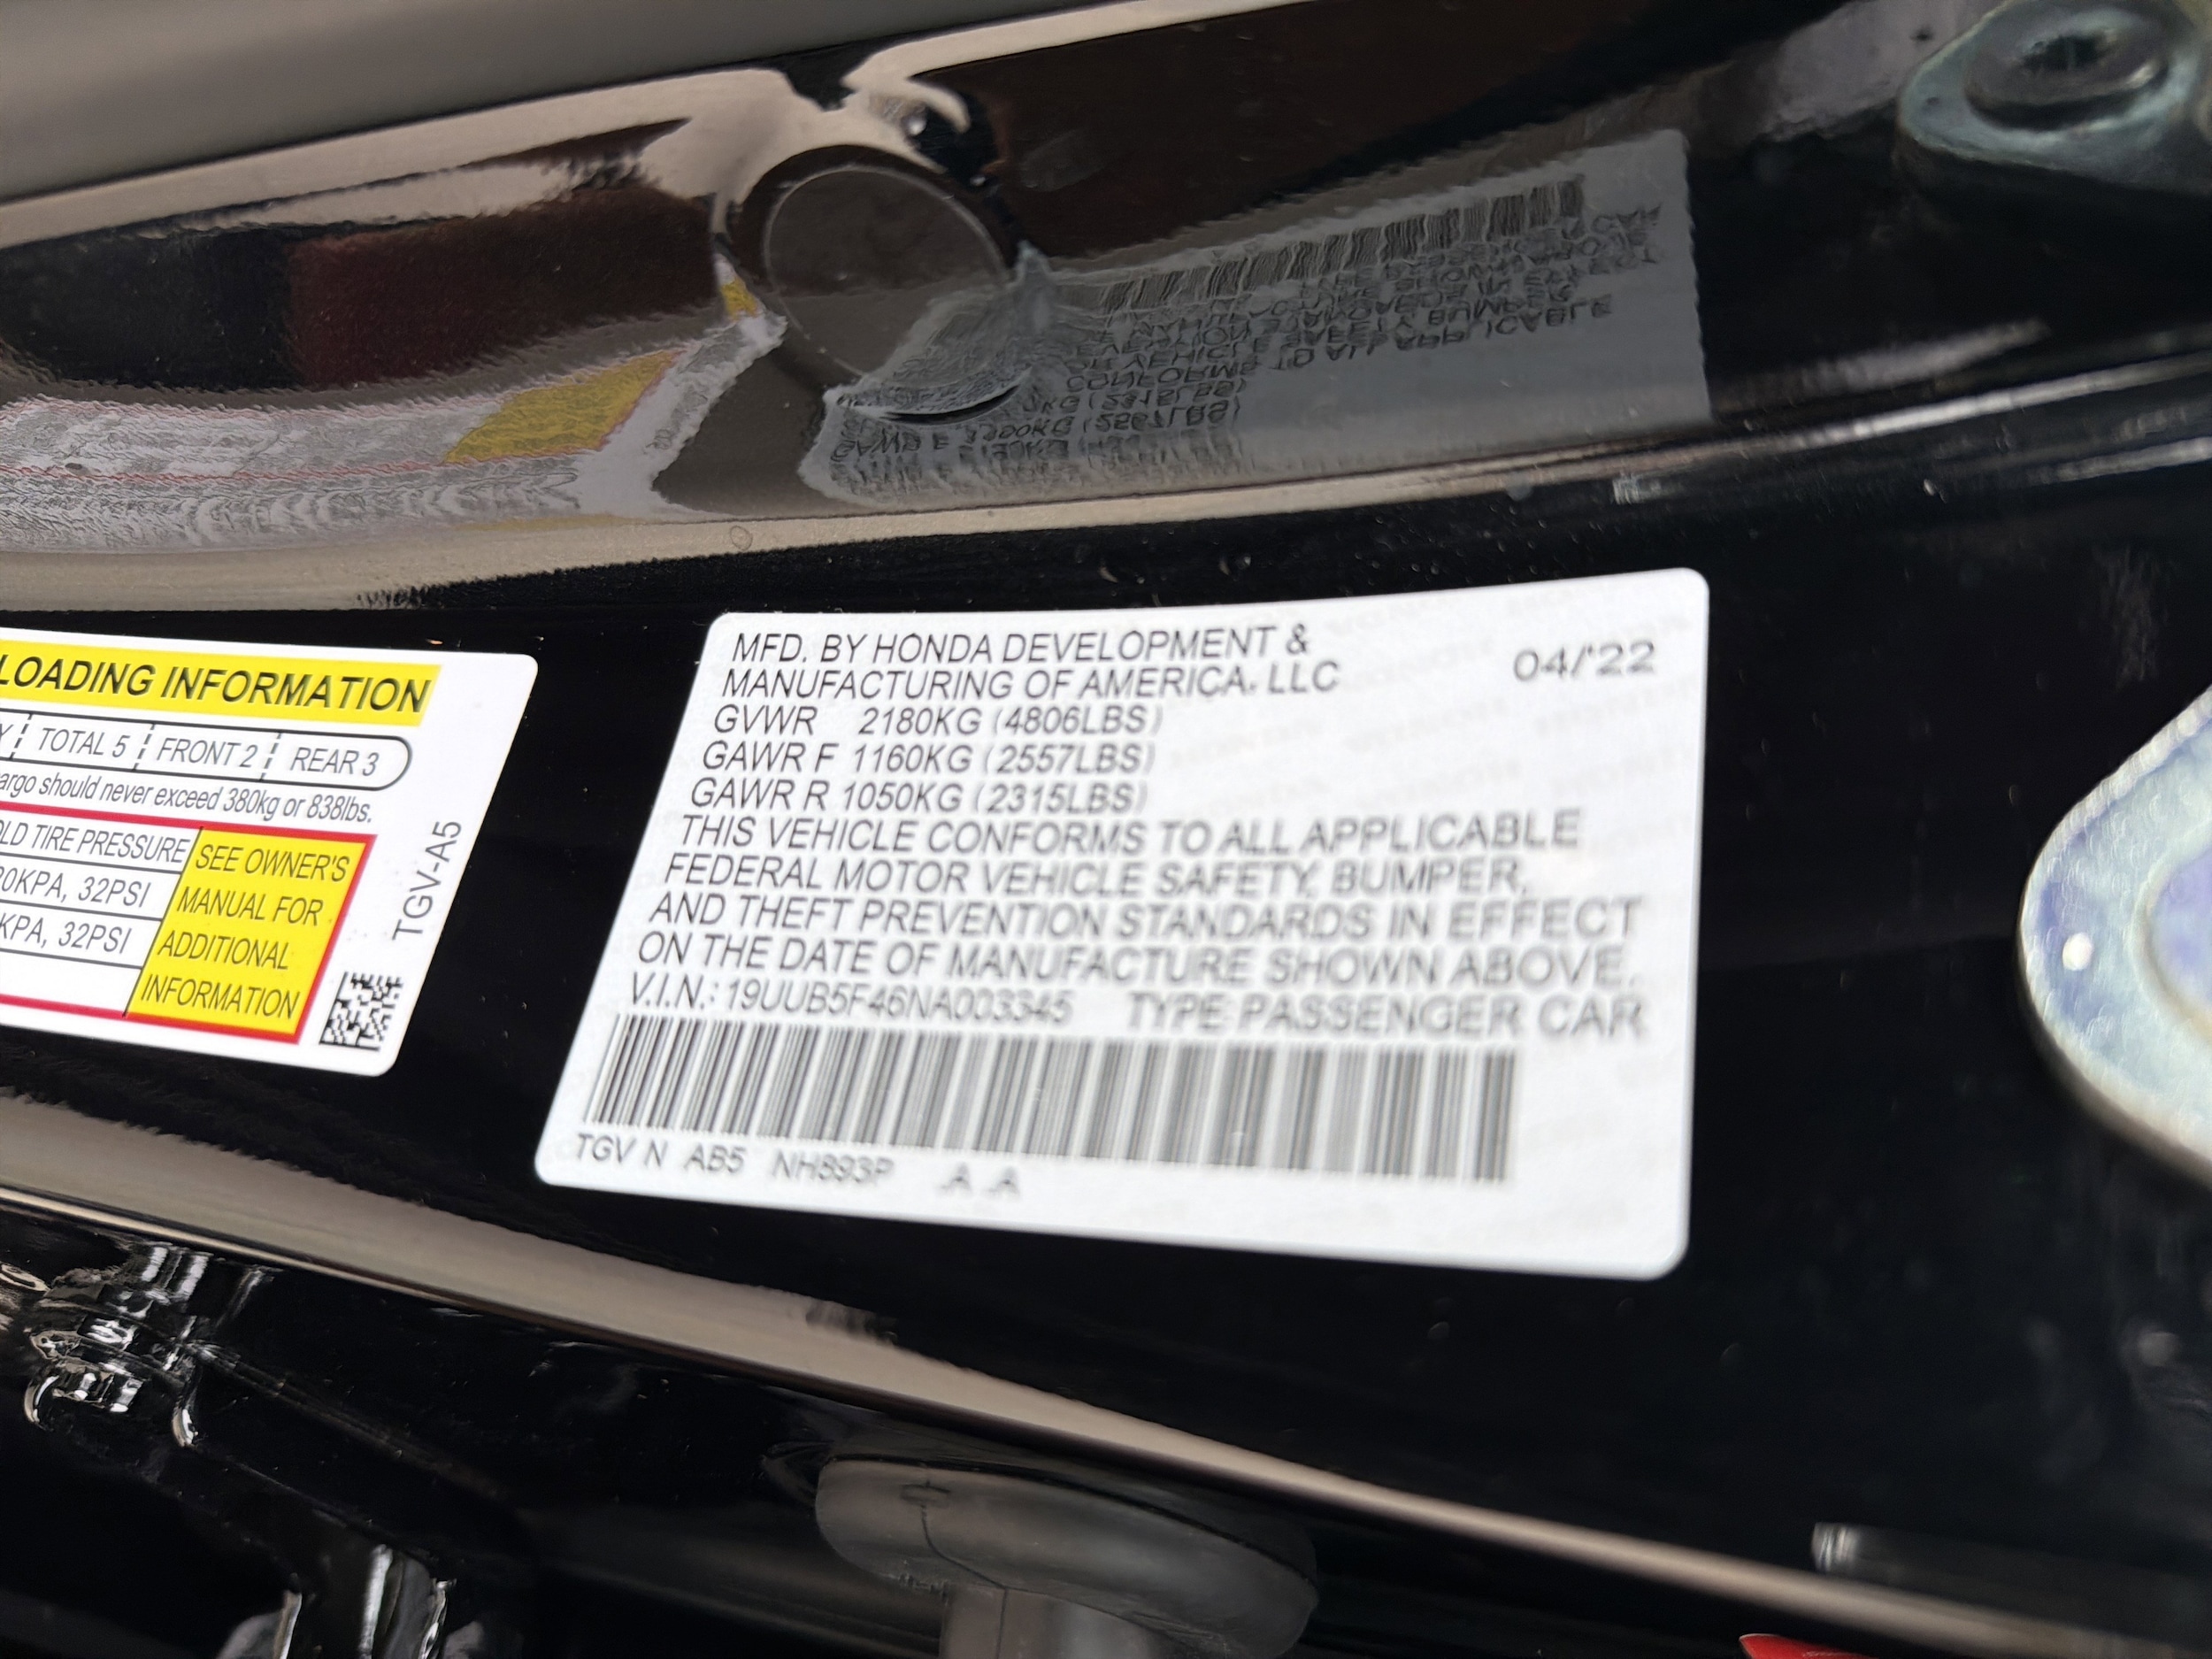 LOADING INFORMATION
TOTAL 5 FRONT 2 REAR 3
should never exceed 380kg or 838lbs.
TIRE PRESSURE
KPA, 32PSI
KPA, 32PSI
SEE OWNER'S
MANUAL FOR
ADDITIONAL
INFORMATION
TGV-A5
MFD. BY HONDA DEVELOPMENT &
MANUFACTURING OF AMERICA, LLC
04/'22
GVWR 2180KG (4806LBS)
GAWR F 1160KG (2557LBS)
GAWR R 1050KG (2315LBS)
THIS VEHICLE CONFORMS TO ALL APPLICABLE
FEDERAL MOTOR VEHICLE SAFETY, BUMPER,
AND THEFT PREVENTION STANDARDS IN EFFECT
ON THE DATE OF MANUFACTURE SHOWN ABOVE.
V.I.N.: 19UUB5F46NA003345 TYPE: PASSENGER CAR
TGV N AB5 NH893P A A